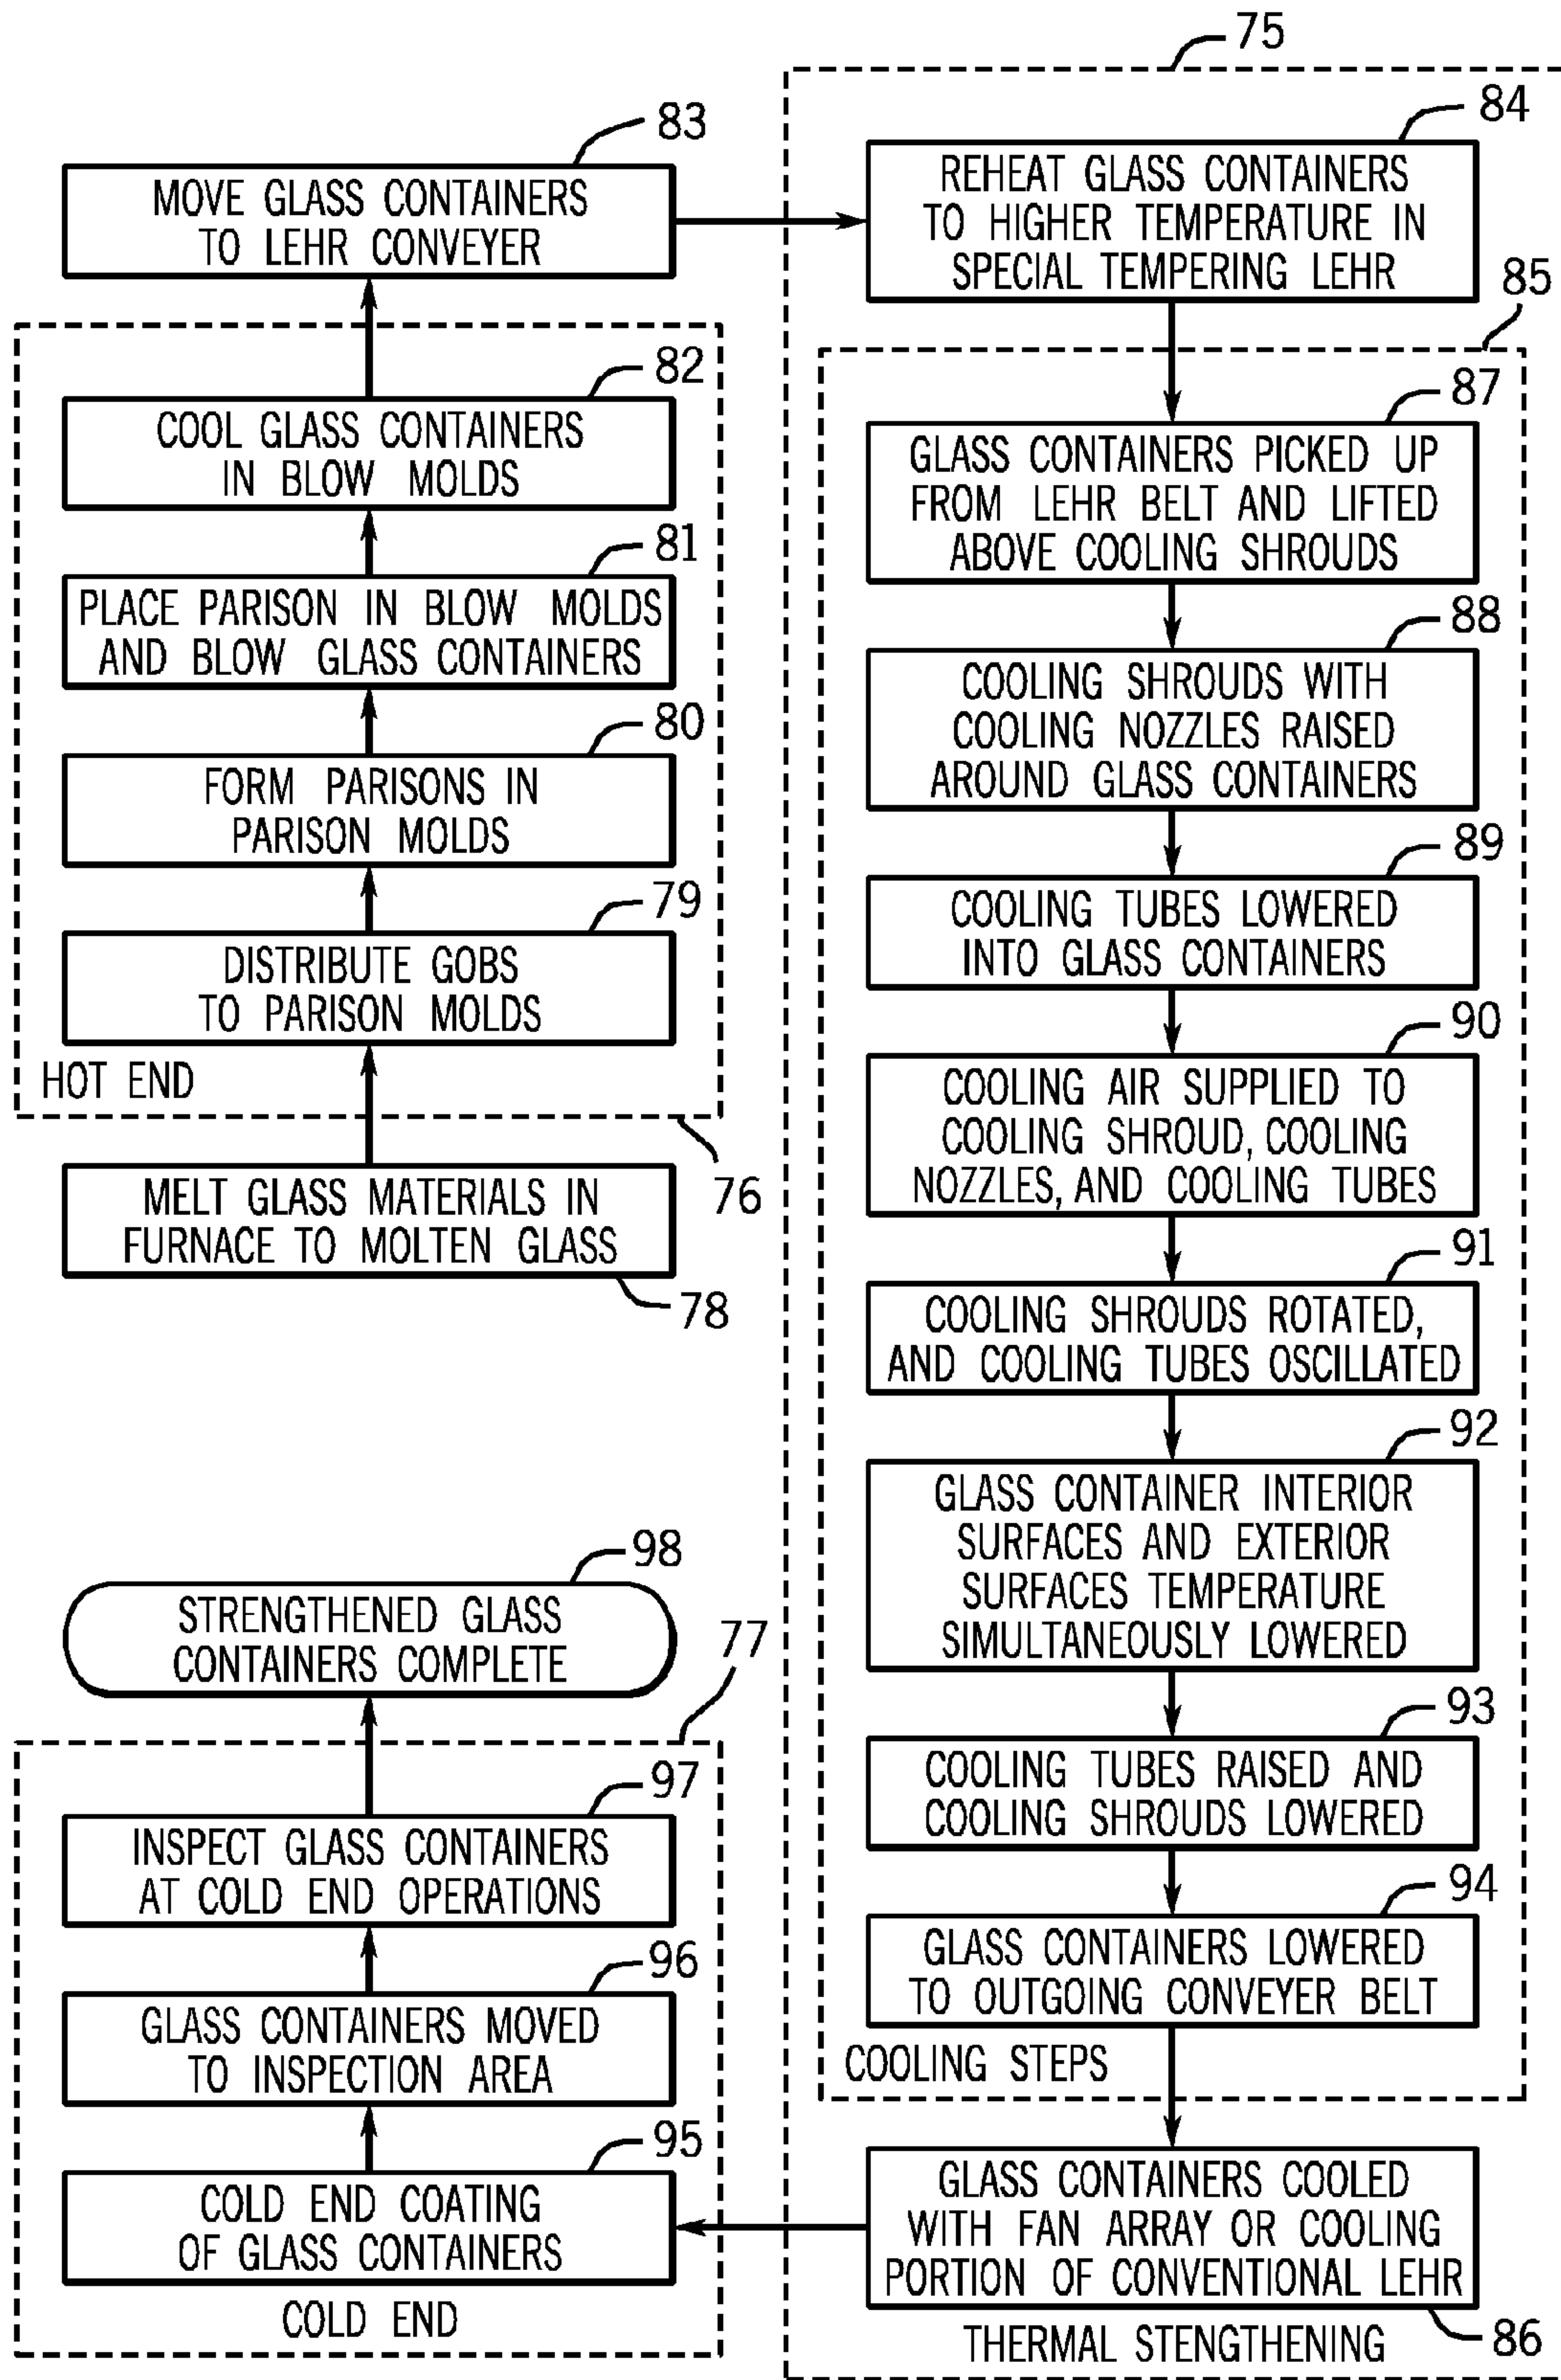 75
83
MOVE GLASS CONTAINERS
TO LEHR CONVEYER
84
REHEAT GLASS CONTAINERS
TO HIGHER TEMPERATURE IN
SPECIAL TEMPERING LEHR
85
82
COOL GLASS CONTAINERS
IN BLOW MOLDS
81
PLACE PARISON IN BLOW MOLDS
AND BLOW GLASS CONTAINERS
80
FORM PARISONS IN
PARISON MOLDS
79
DISTRIBUTE GOBS
TO PARISON MOLDS
HOT END
76
MELT GLASS MATERIALS IN
FURNACE TO MOLTEN GLASS
78
87
GLASS CONTAINERS PICKED UP
FROM LEHR BELT AND LIFTED
ABOVE COOLING SHROUDS
88
COOLING SHROUDS WITH
COOLING NOZZLES RAISED
AROUND GLASS CONTAINERS
89
COOLING TUBES LOWERED
INTO GLASS CONTAINERS
90
COOLING AIR SUPPLIED TO
COOLING SHROUD, COOLING
NOZZLES, AND COOLING TUBES
91
COOLING SHROUDS ROTATED,
AND COOLING TUBES OSCILLATED
92
GLASS CONTAINER INTERIOR
SURFACES AND EXTERIOR
SURFACES TEMPERATURE
SIMULTANEOUSLY LOWERED
93
COOLING TUBES RAISED AND
COOLING SHROUDS LOWERED
94
GLASS CONTAINERS LOWERED
TO OUTGOING CONVEYER BELT
COOLING STEPS
GLASS CONTAINERS COOLED
WITH FAN ARRAY OR COOLING
PORTION OF CONVENTIONAL LEHR
86
THERMAL STENGTHENING
98
STRENGTHENED GLASS
CONTAINERS COMPLETE
77
97
INSPECT GLASS CONTAINERS
AT COLD END OPERATIONS
96
GLASS CONTAINERS MOVED
TO INSPECTION AREA
95
COLD END COATING
OF GLASS CONTAINERS
COLD END